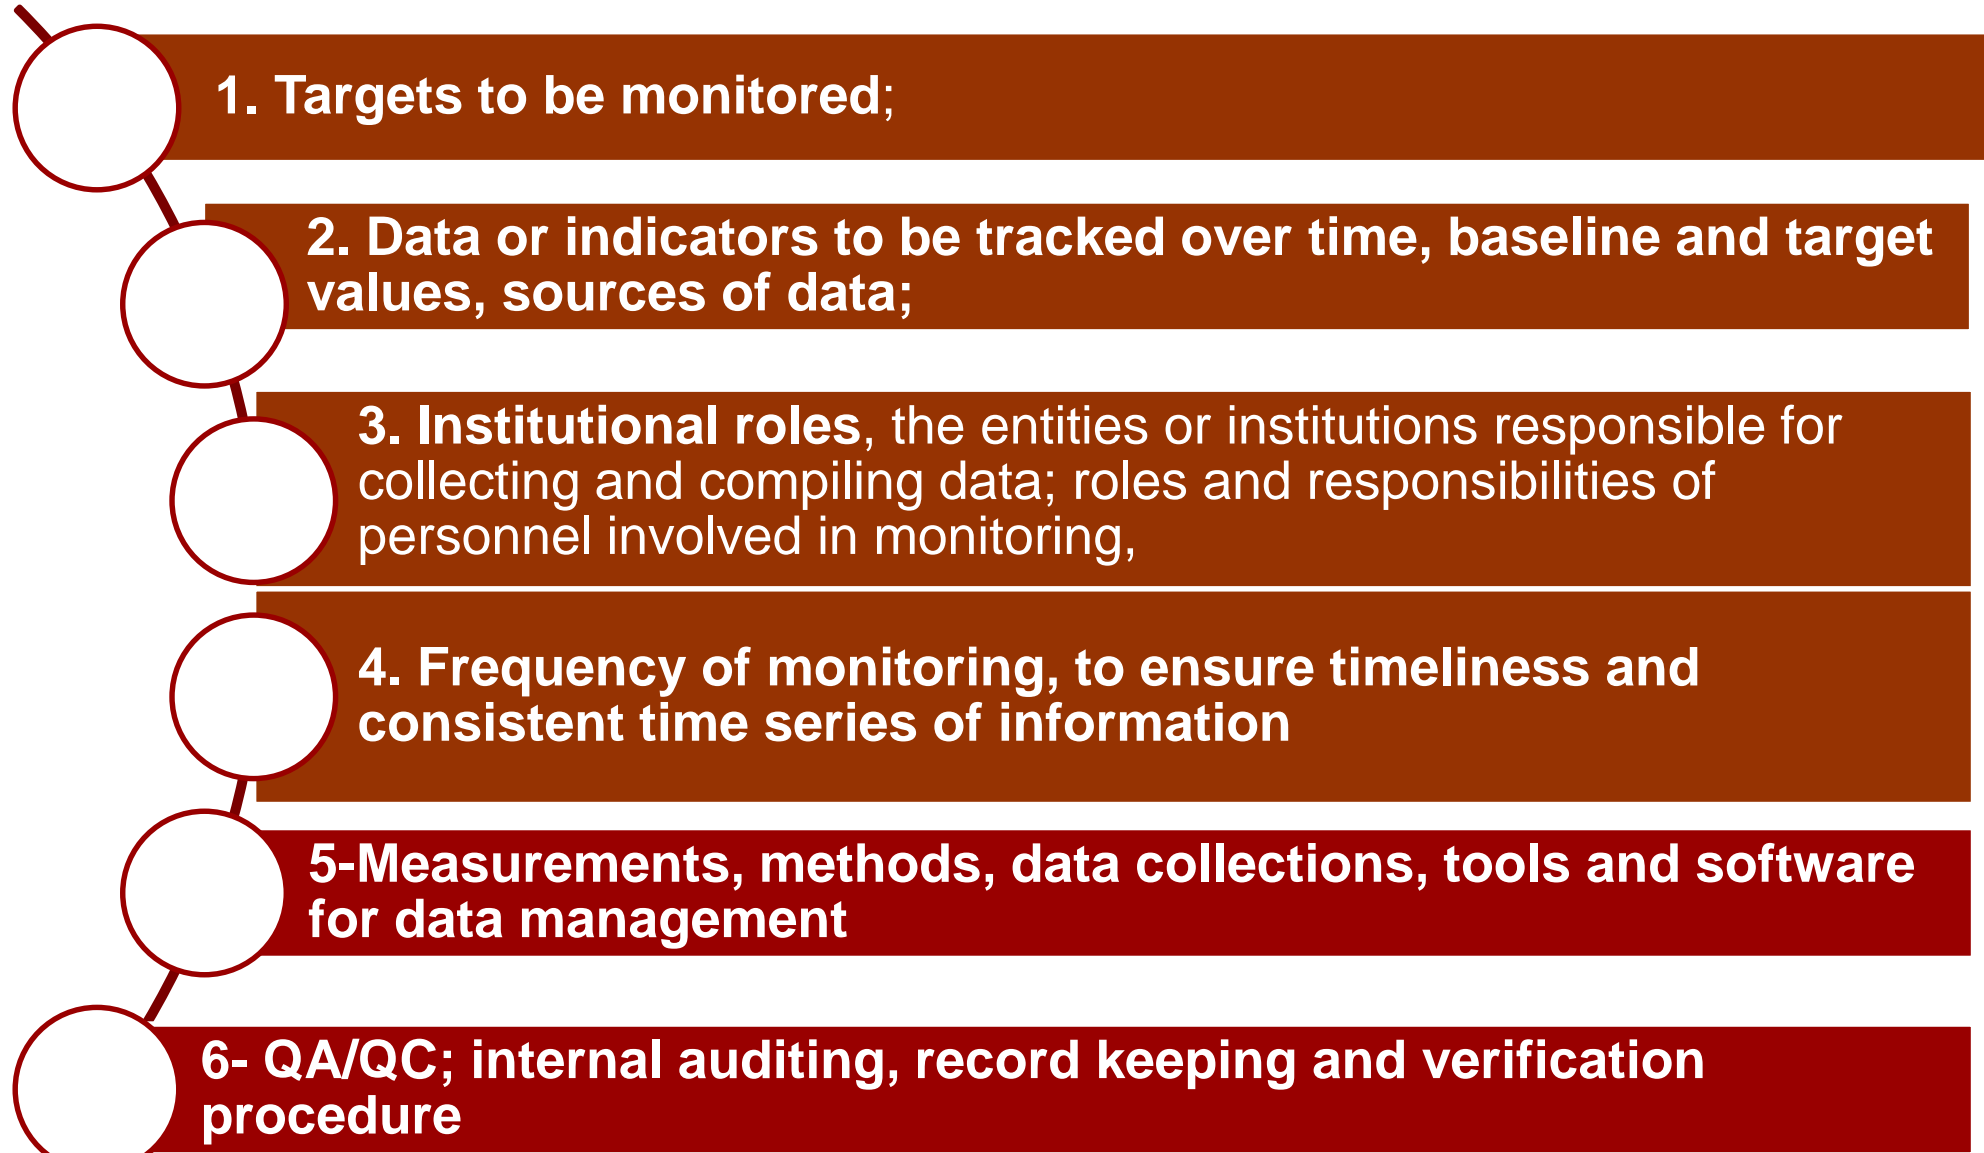 1. Targets to be monitored;
2. Data or indicators to be tracked over time, baseline and target
values, sources of data;
3. Institutional roles, the entities or institutions responsible for
collecting and compiling data; roles and responsibilities of
personnel involved in monitoring,
4. Frequency of monitoring, to ensure timeliness and
consistent time series of information
5-Measurements, methods, data collections, tools and software
for data management
6- QA/QC; internal auditing, record keeping and verification
procedure